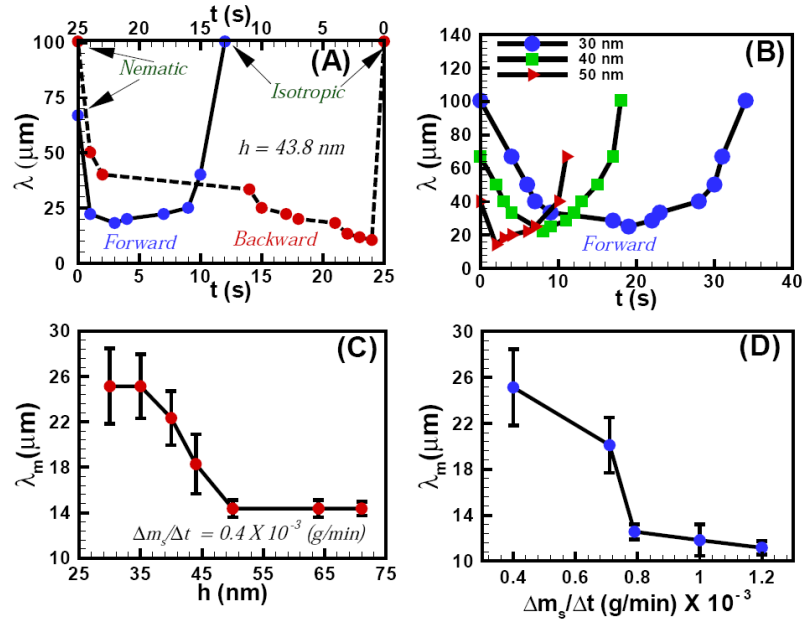 t (s)
25 20 15 10 5 0
100
75
50
25
0
λ (μm)
(A)
Nematic
Isotropic
h = 43.8 nm
Forward
Backward
0 5 10 15 20 25
t (s)
30 nm
40 nm
50 nm
(B)
140
120
100
80
60
40
20
0
λ (μm)
Forward
0 10 20 30 40
t (s)
(C)
30
26
22
18
14
10
λm(μm)
Δms/Δt = 0.4 X 10-3 (g/min)
25 35 45 55 65 75
h (nm)
(D)
30
26
22
18
14
10
λm(μm)
0.4 0.6 0.8 1 1.2
Δms/Δt (g/min) X 10-3